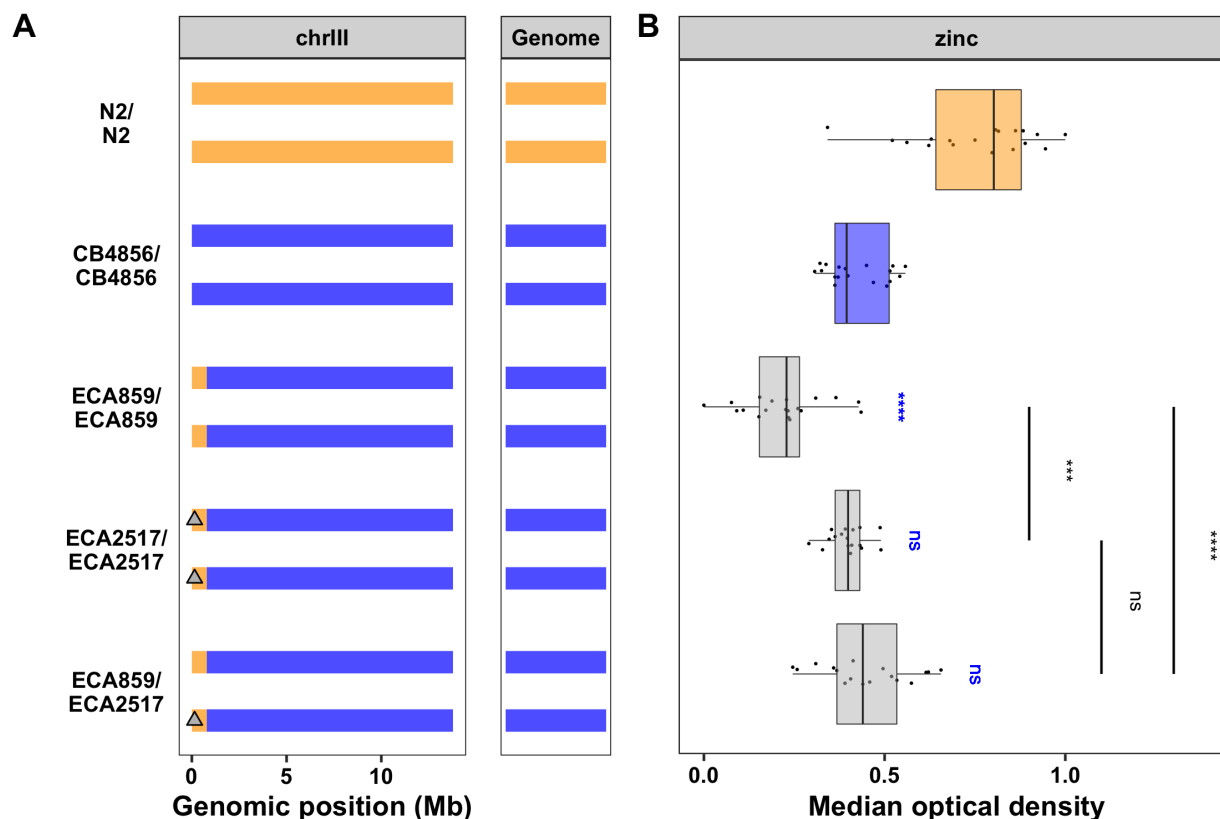 A
chrIII
Genome
N2/
N2
CB4856/
CB4856
ECA859/
ECA859
ECA2517/
ECA2517
ECA859/
ECA2517
0
5
10
Genomic position (Mb)
B
zinc
****
ns
ns
***
ns
****
0.0
0.5
1.0
Median optical density